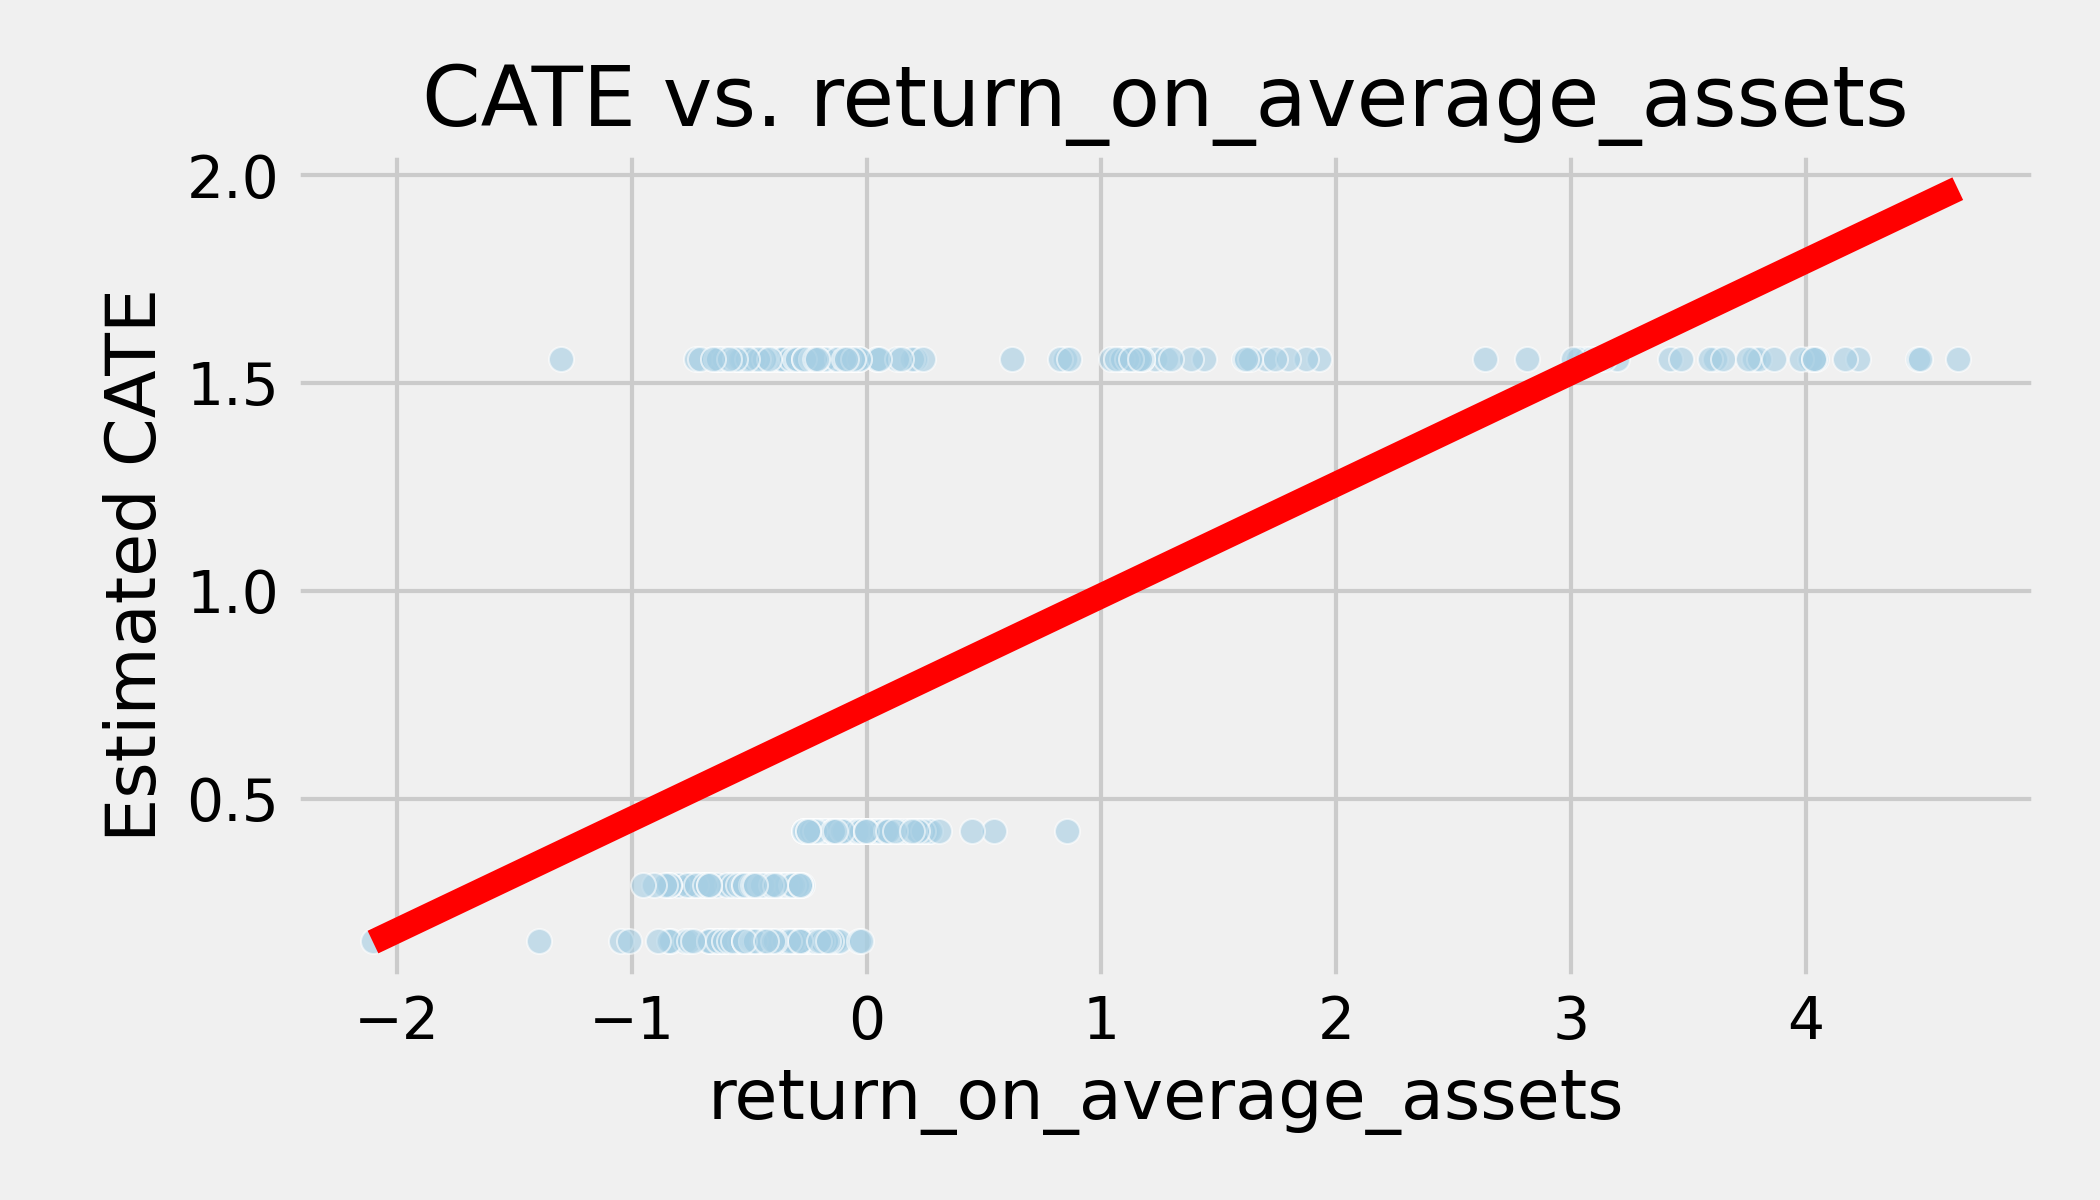 CATE vs. return_on_average_assets
Estimated CATE
2.0
1.5
1.0
0.5
−2 −1 0 1 2 3 4
return_on_average_assets